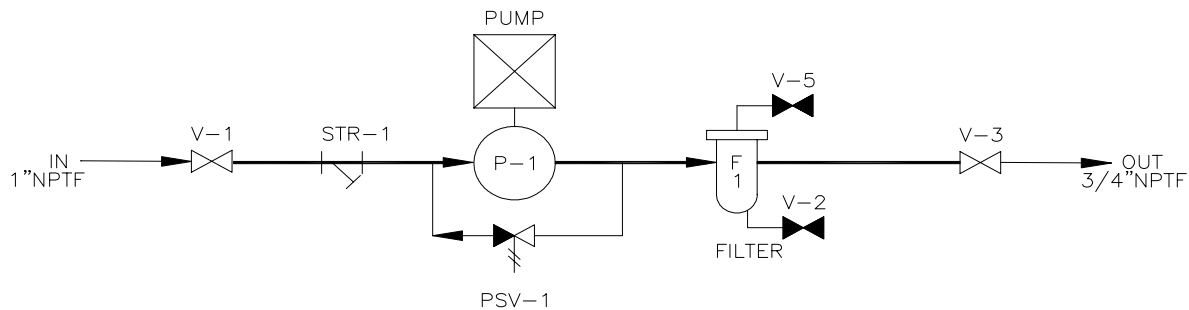 PUMP
V-5
V-1
STR-1
V-3
IN
1"NPTF
P-1
F
1
OUT
3/4"NPTF
V-2
FILTER
PSV-1